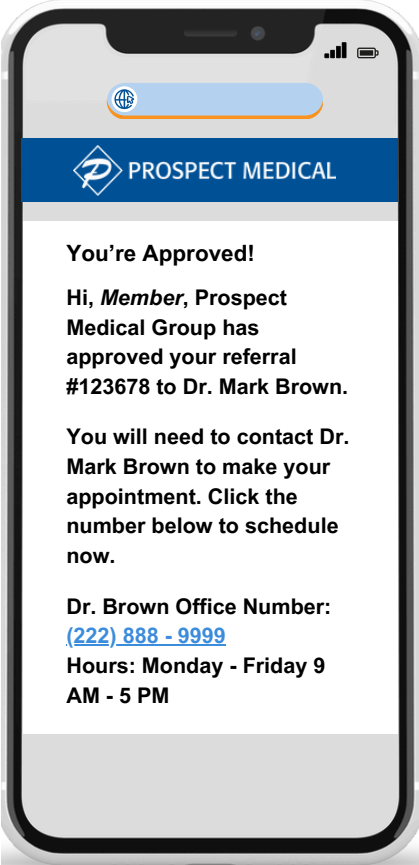 PROSPECT MEDICAL
You’re Approved!
Hi, Member, Prospect
Medical Group has
approved your referral
#123678 to Dr. Mark Brown.
You will need to contact Dr.
Mark Brown to make your
appointment. Click the
number below to schedule
now.
Dr. Brown Office Number:
(222) 888 - 9999
Hours: Monday - Friday 9
AM - 5 PM